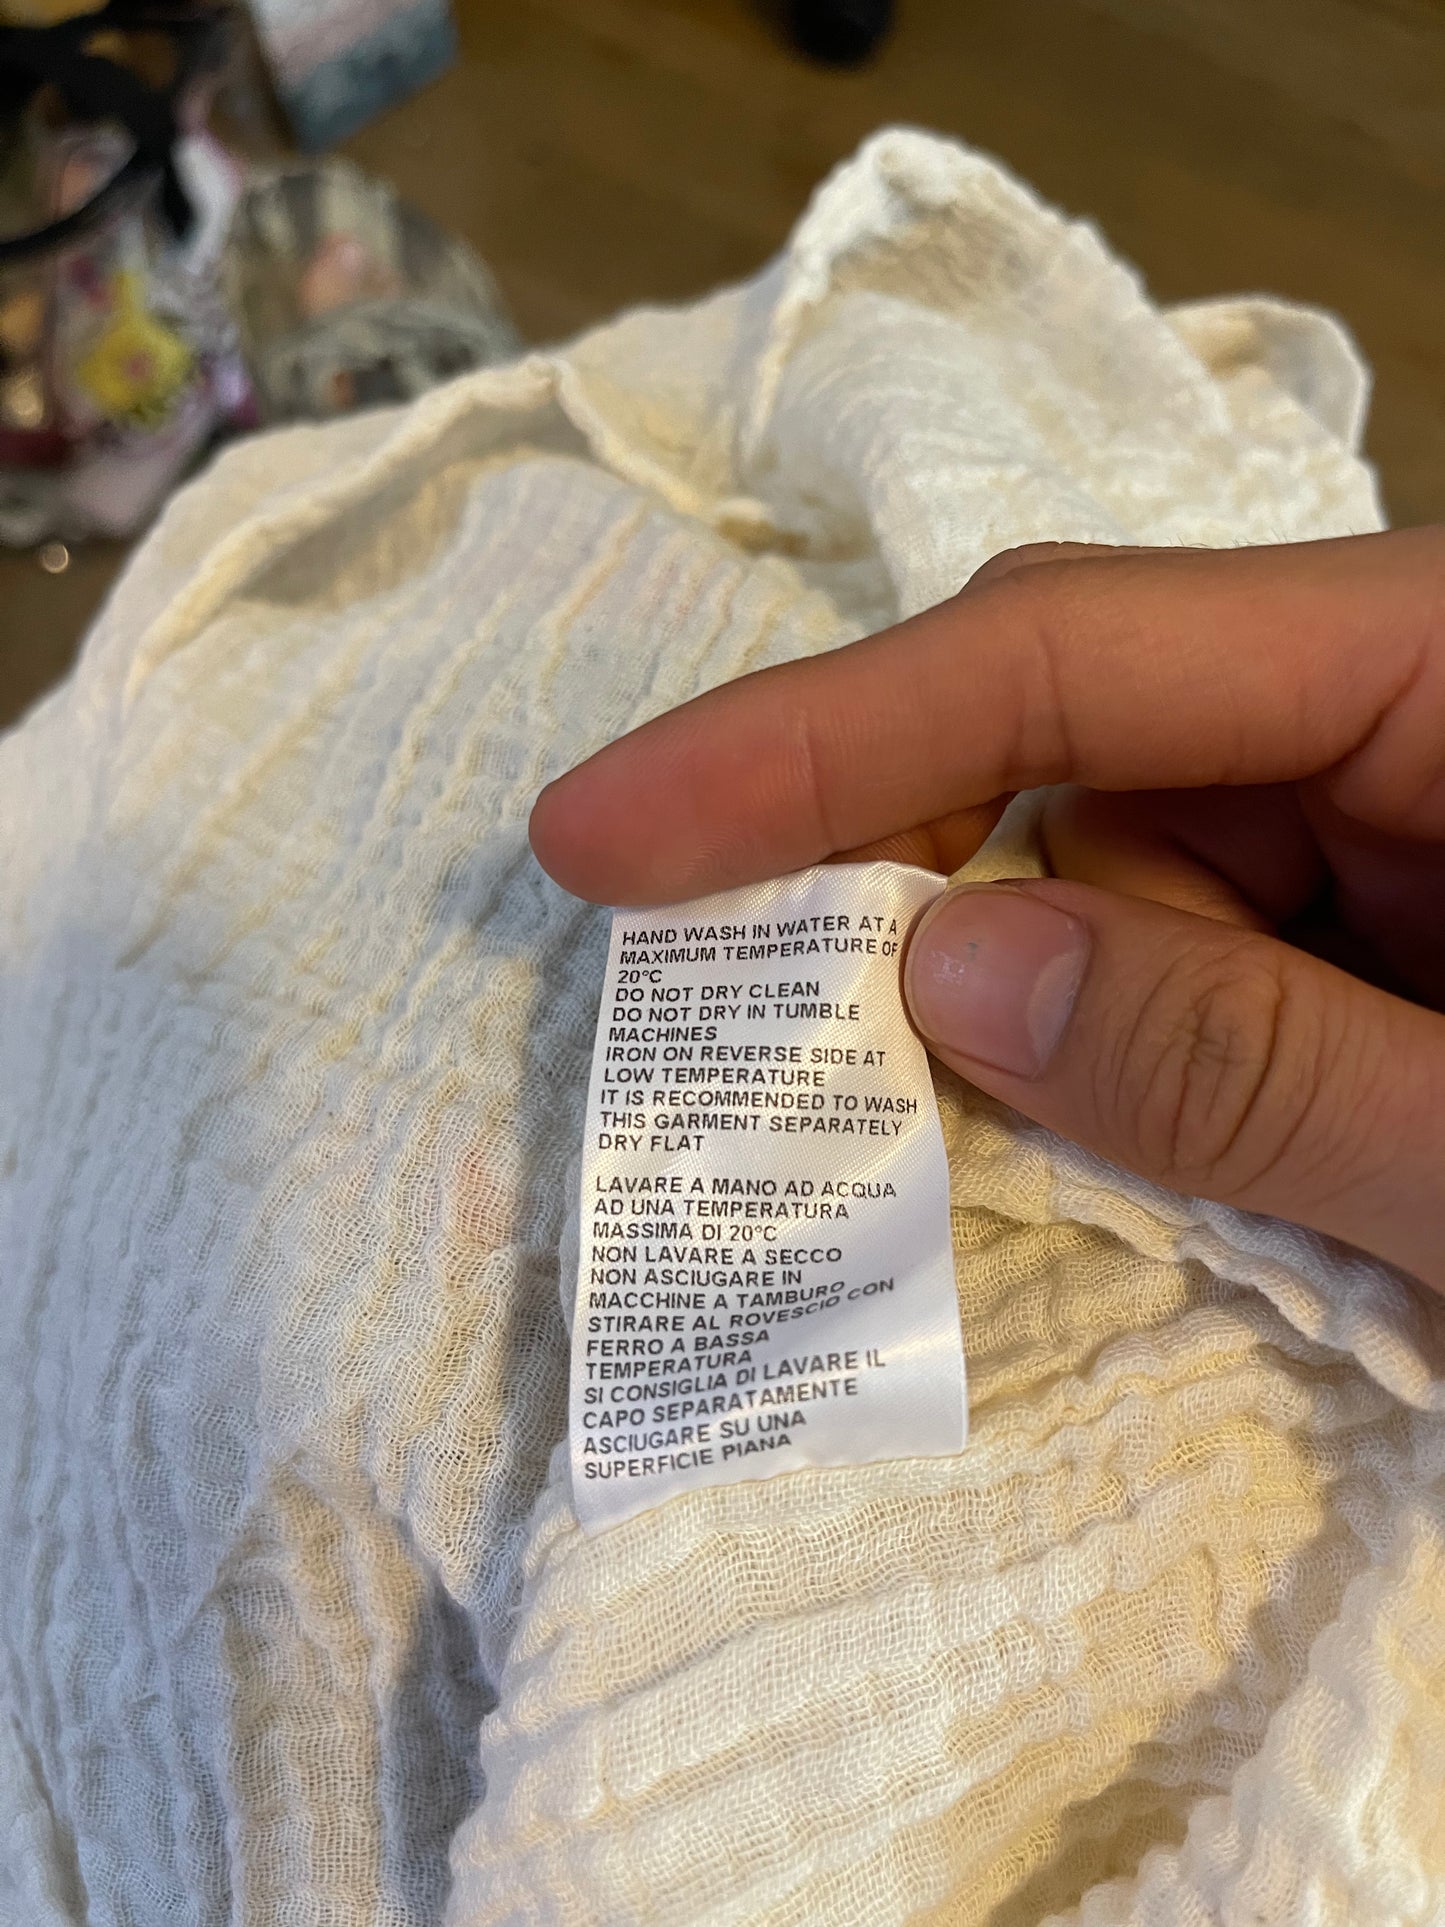 HAND WASH IN WATER AT A
MAXIMUM TEMPERATURE OF
20°C
DO NOT DRY CLEAN
DO NOT DRY IN TUMBLE
MACHINES
IRON ON REVERSE SIDE AT
LOW TEMPERATURE
IT IS RECOMMENDED TO WASH
THIS GARMENT SEPARATELY
DRY FLAT
LAVARE A MANO AD ACQUA
AD UNA TEMPERATURA
MASSIMA DI 20°C
NON LAVARE A SECCO
NON ASCIUGARE IN
MACCHINE A TAMBURO
STIRARE AL ROVESCIO CON
FERRO A BASSA
TEMPERATURA
SI CONSIGLIA DI LAVARE IL
CAPO SEPARATAMENTE
ASCIUGARE SU UNA
SUPERFICIE PIANA